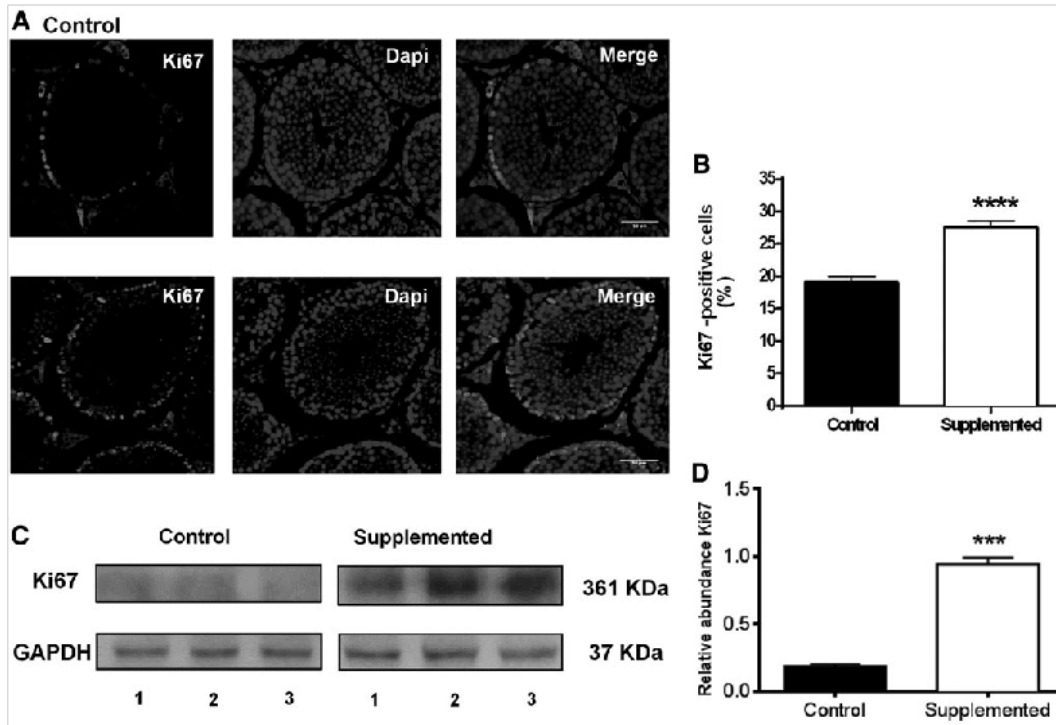 A Control
Ki67 Dapi Merge
Ki67 Dapi Merge
B
Ki67 -positive cells
(%)
35
30
25
20
15
10
5
0
****
Control Supplemented
C
Control Supplemented
Ki67 361 KDa
GAPDH 37 KDa
1 2 3 1 2 3
D
Relative abundance Ki67
1.5
1.0
0.5
0.0
***
Control Supplemented